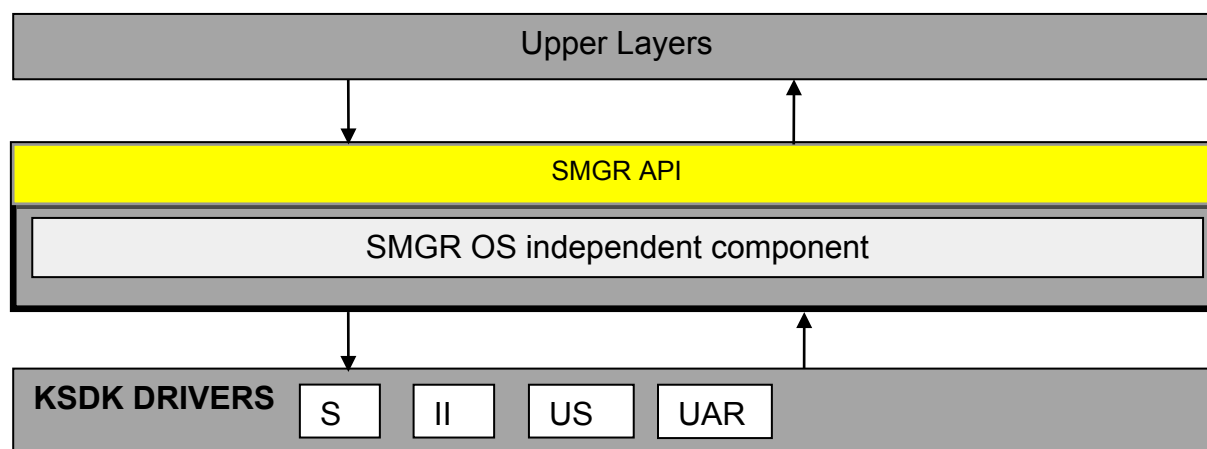 Upper Layers
SMGR API
SMGR OS independent component
KSDK DRIVERS S II US UAR